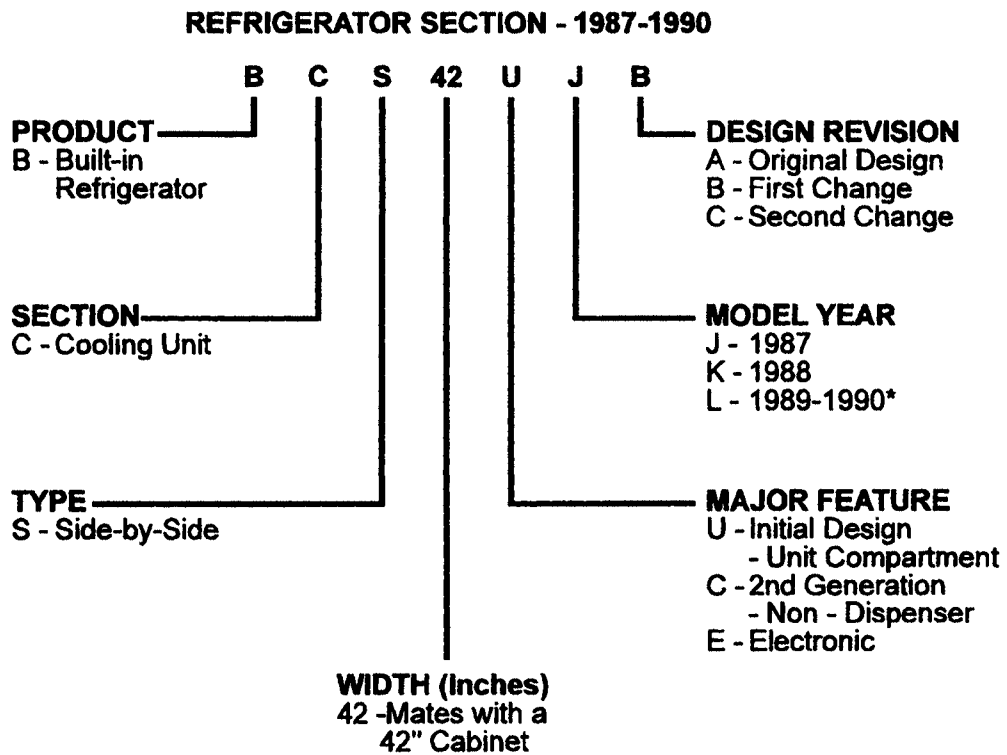 REFRIGERATOR SECTION - 1987-1990
B C S 42 U J B
PRODUCT
B - Built-in
Refrigerator
SECTION
C - Cooling Unit
TYPE
S - Side-by-Side
WIDTH (Inches)
42 -Mates with a
42" Cabinet
DESIGN REVISION
A - Original Design
B - First Change
C - Second Change
MODEL YEAR
J - 1987
K - 1988
L - 1989-1990*
MAJOR FEATURE
U - Initial Design
- Unit Compartment
C - 2nd Generation
- Non - Dispenser
E - Electronic